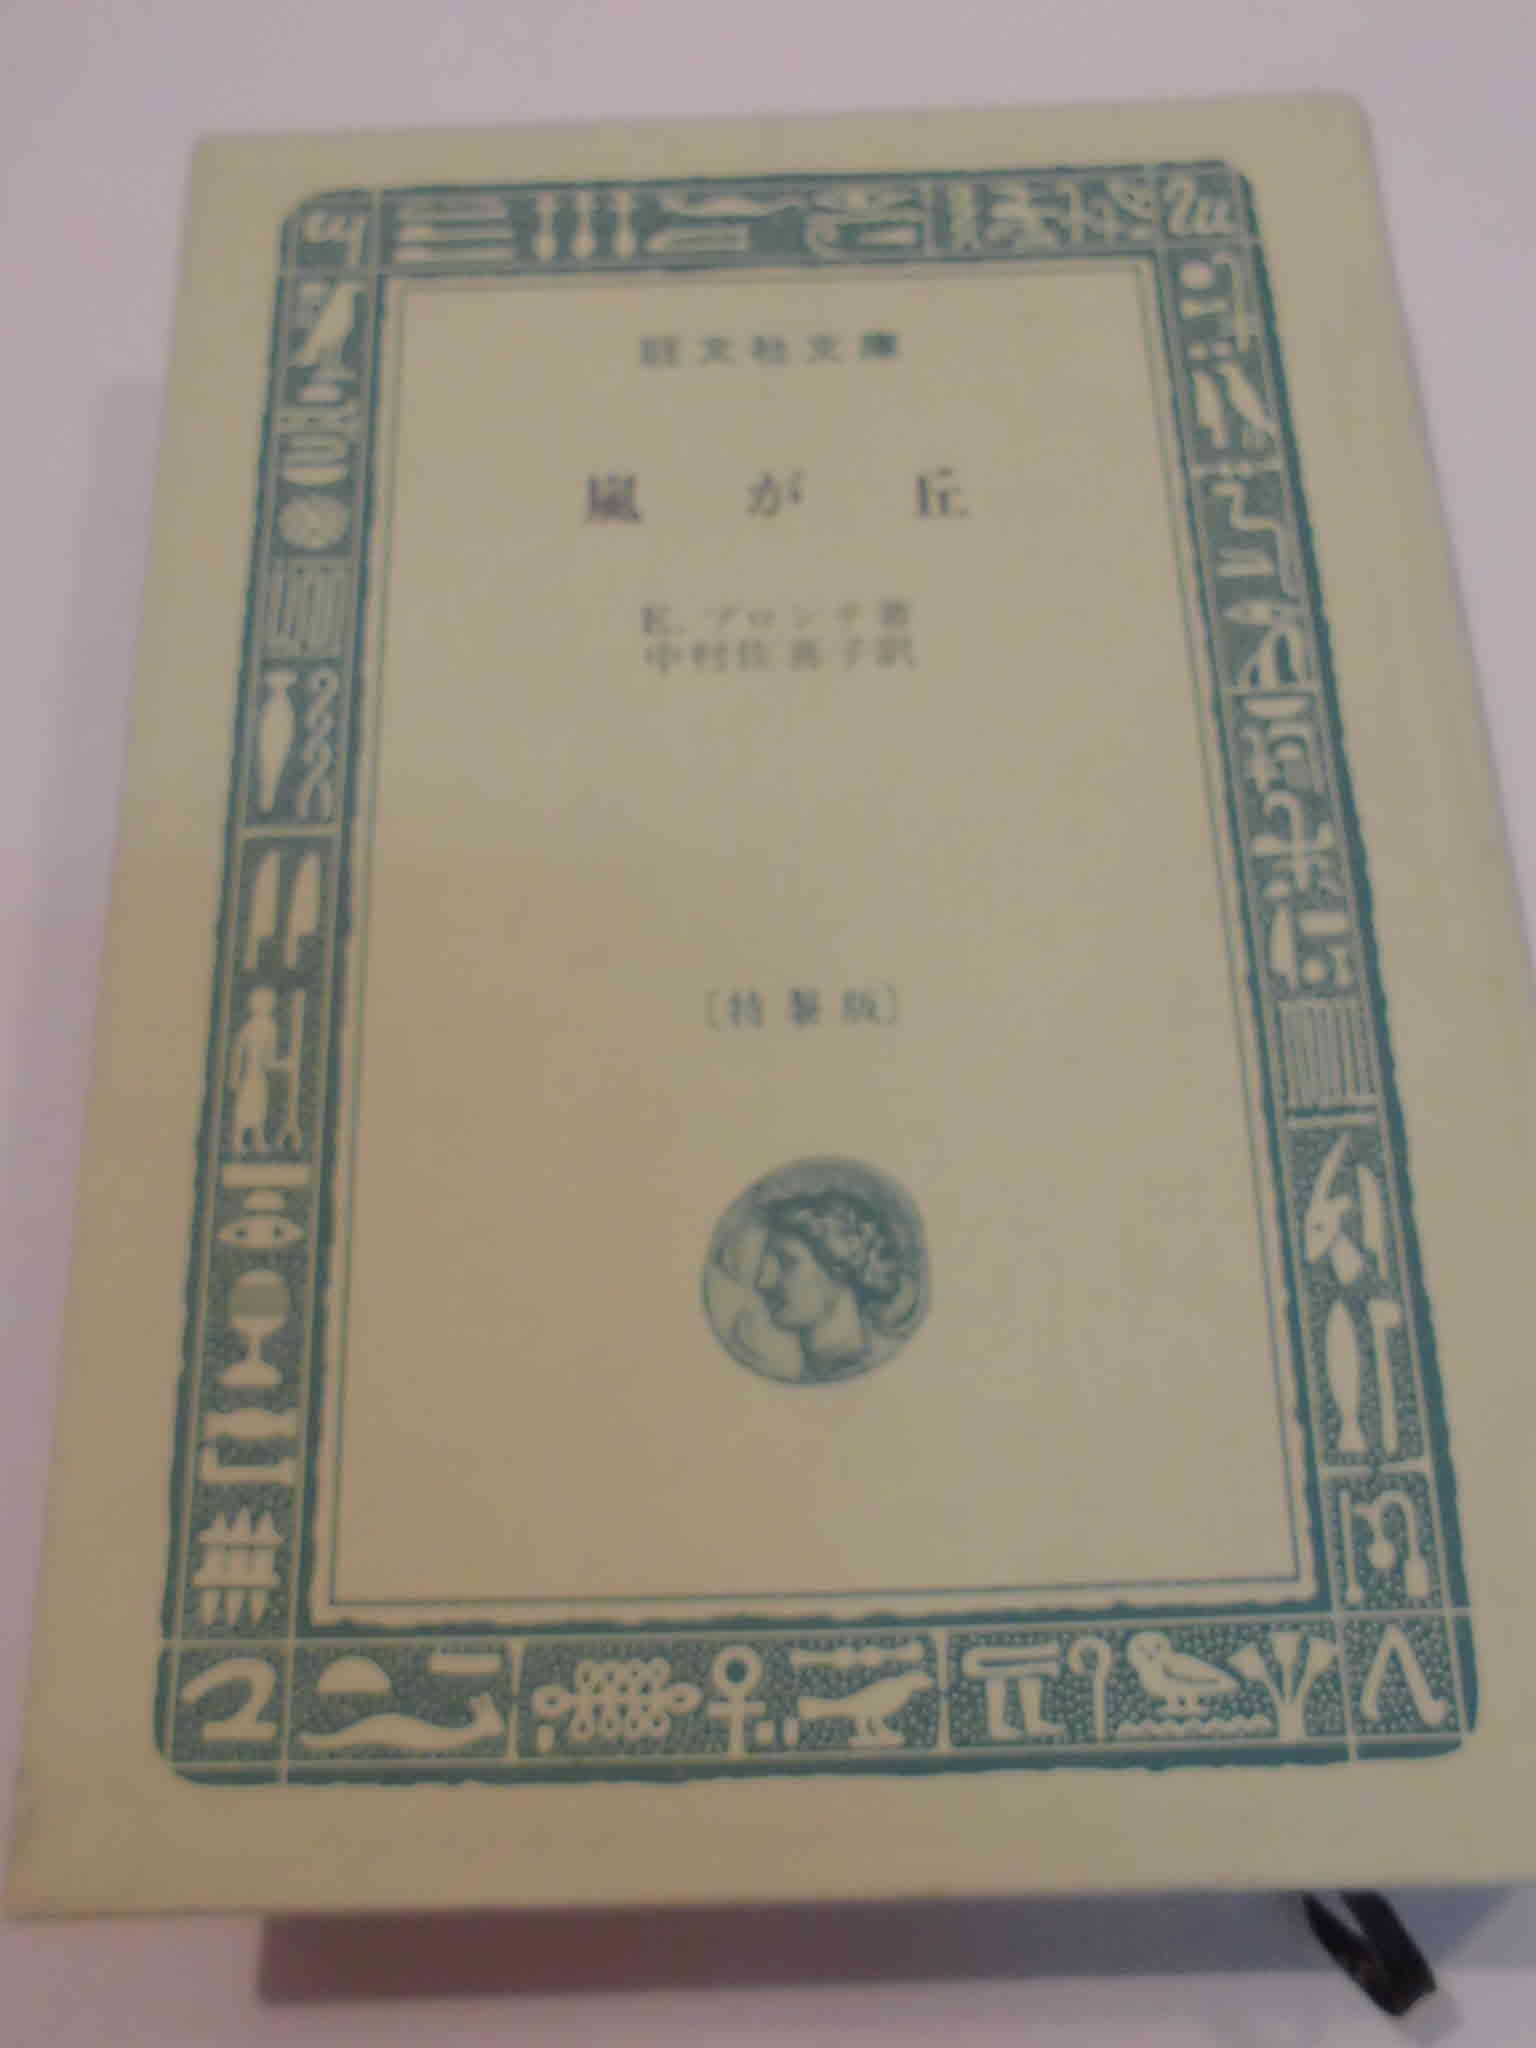 旺文社文庫
嵐が丘
E. ブロンテ著
中村佐喜子訳
〔特製版〕